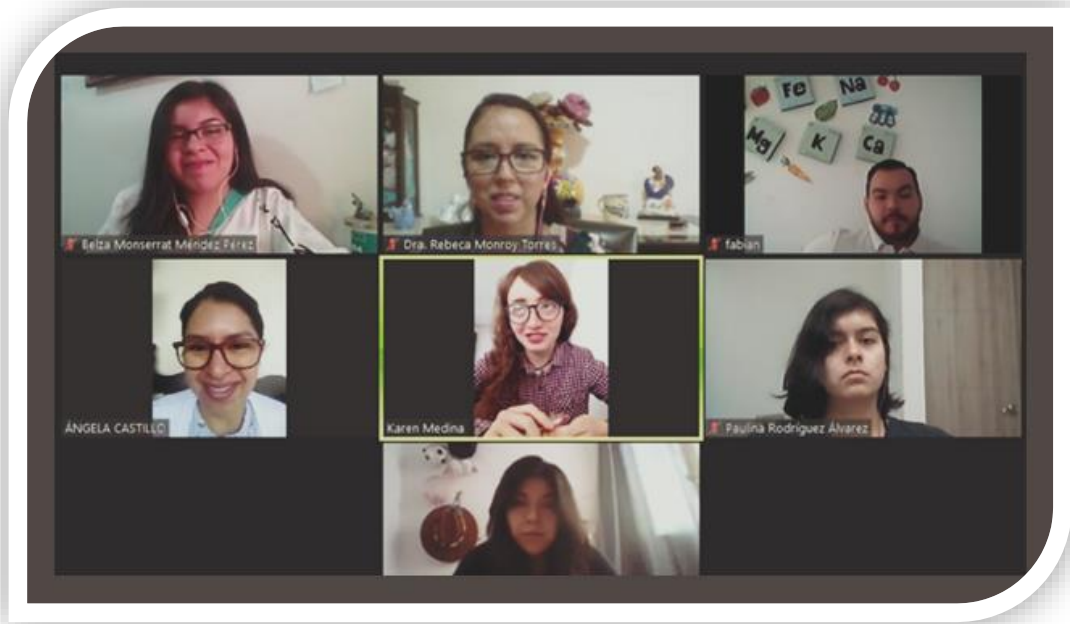 Fe
Na
Mg
K
Ca
Belza Monserrat Méndez Pérez
Dra. Rebeca Monroy Torres
fabian
ÁNGELA CASTILLO
Karen Medina
Paulina Rodríguez Álvarez